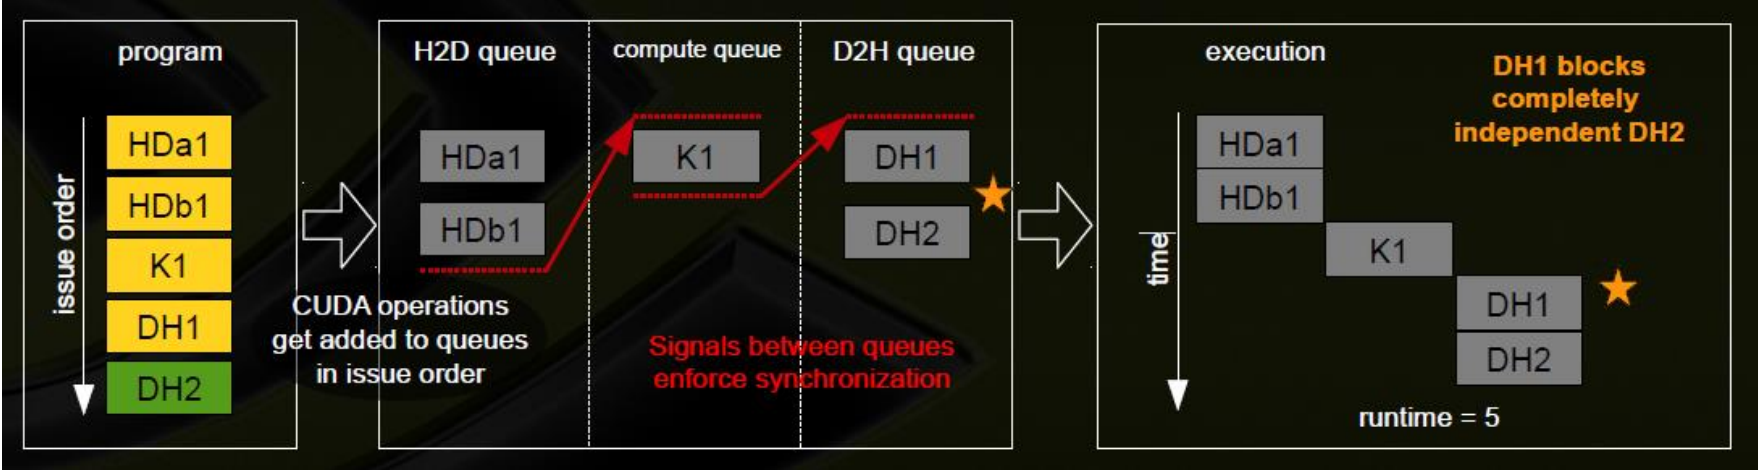 program
issue order
HDa1
HDb1
K1
DH1
DH2
H2D queue
compute queue
D2H queue
HDa1
HDb1
K1
DH1
DH2
CUDA operations
get added to queues
in issue order
Signals between queues
enforce synchronization
execution
DH1 blocks
completely
independent DH2
time
HDa1
HDb1
K1
DH1
DH2
runtime = 5